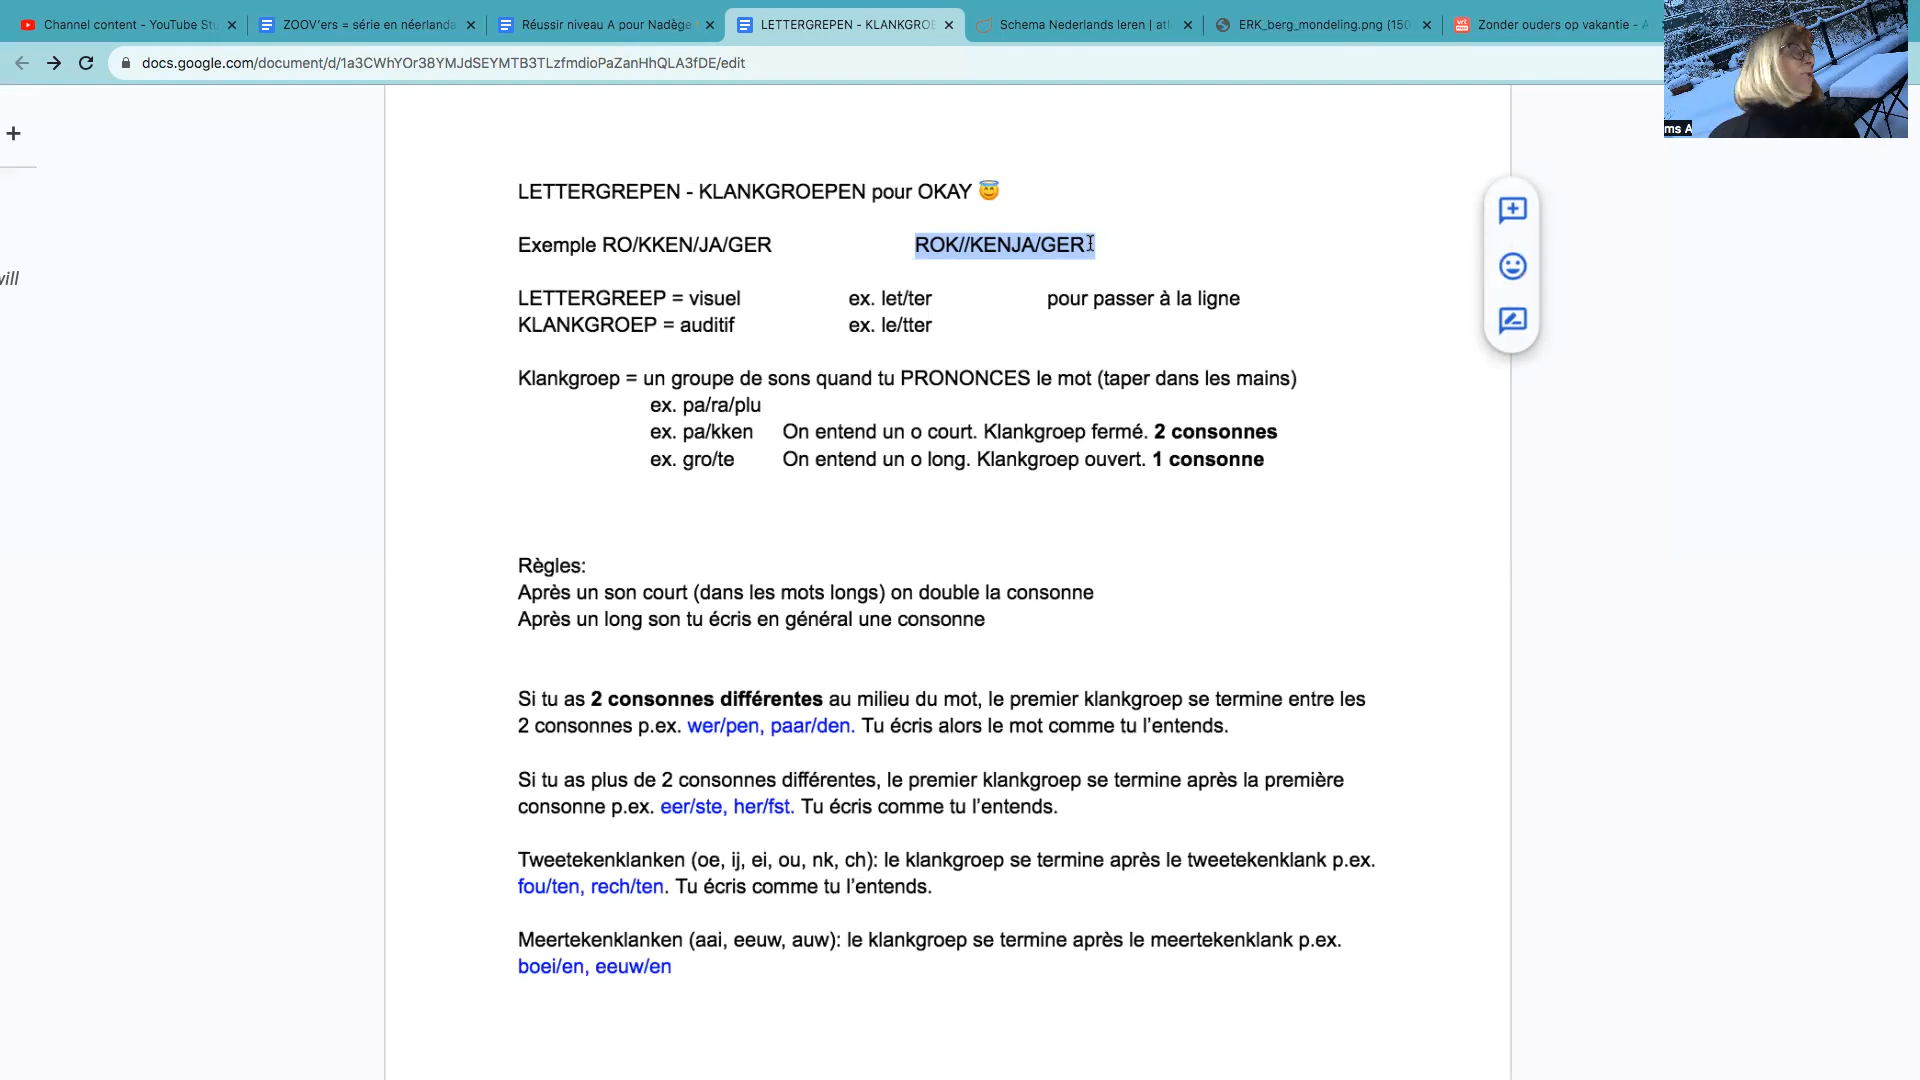 Channel content - YouTube Stu
ZOOV'ers = série en néerlanda
Réussir niveau A pour Nadège
LETTERGREPEN - KLANKGROE
Schema Nederlands leren | atl
ERK_berg_mondeling.png (150
Zonder ouders op vakantie - A
docs.google.com/document/d/1a3CWhYOr38YMJdSEYMTB3TLzfmdioPaZanHhQLA3fDE/edit
ms A
will
LETTERGREPEN - KLANKGROEPEN pour OKAY 😇
Exemple RO/KKEN/JA/GER ROK//KENJA/GER
LETTERGREEP = visuel ex. let/ter pour passer à la ligne
KLANKGROEP = auditif ex. le/tter
Klankgroep = un groupe de sons quand tu PRONONCES le mot (taper dans les mains)
ex. pa/ra/plu
ex. pa/kken On entend un o court. Klankgroep fermé. 2 consonnes
ex. gro/te On entend un o long. Klankgroep ouvert. 1 consonne
Règles:
Après un son court (dans les mots longs) on double la consonne
Après un long son tu écris en général une consonne
Si tu as 2 consonnes différentes au milieu du mot, le premier klankgroep se termine entre les
2 consonnes p.ex. wer/pen, paar/den. Tu écris alors le mot comme tu l'entends.
Si tu as plus de 2 consonnes différentes, le premier klankgroep se termine après la première
consonne p.ex. eer/ste, her/fst. Tu écris comme tu l'entends.
Tweetekenklanken (oe, ij, ei, ou, nk, ch): le klankgroep se termine après le tweetekenklank p.ex.
fou/ten, rech/ten. Tu écris comme tu l'entends.
Meertekenklanken (aai, eeuw, auw): le klankgroep se termine après le meertekenklank p.ex.
boei/en, eeuw/en